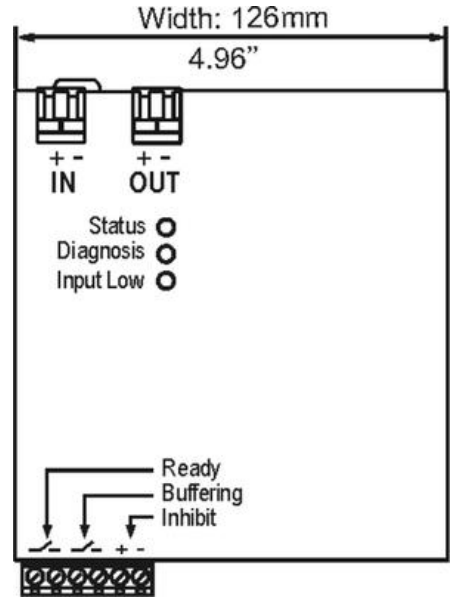 Width: 126mm
4.96”
+ - + -
IN OUT
Status
Diagnosis
Input Low
Ready
Buffering
Inhibit
+ -